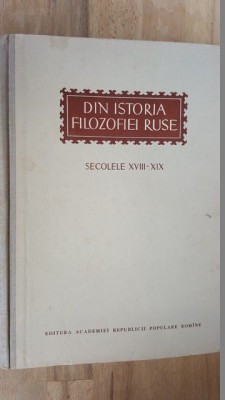 DIN ISTORIA
FILOZOFIEI RUSE
SECOLELE XVIII-XIX
EDITURA ACADEMIEI REPUBLICII POPULARE ROMÎNE